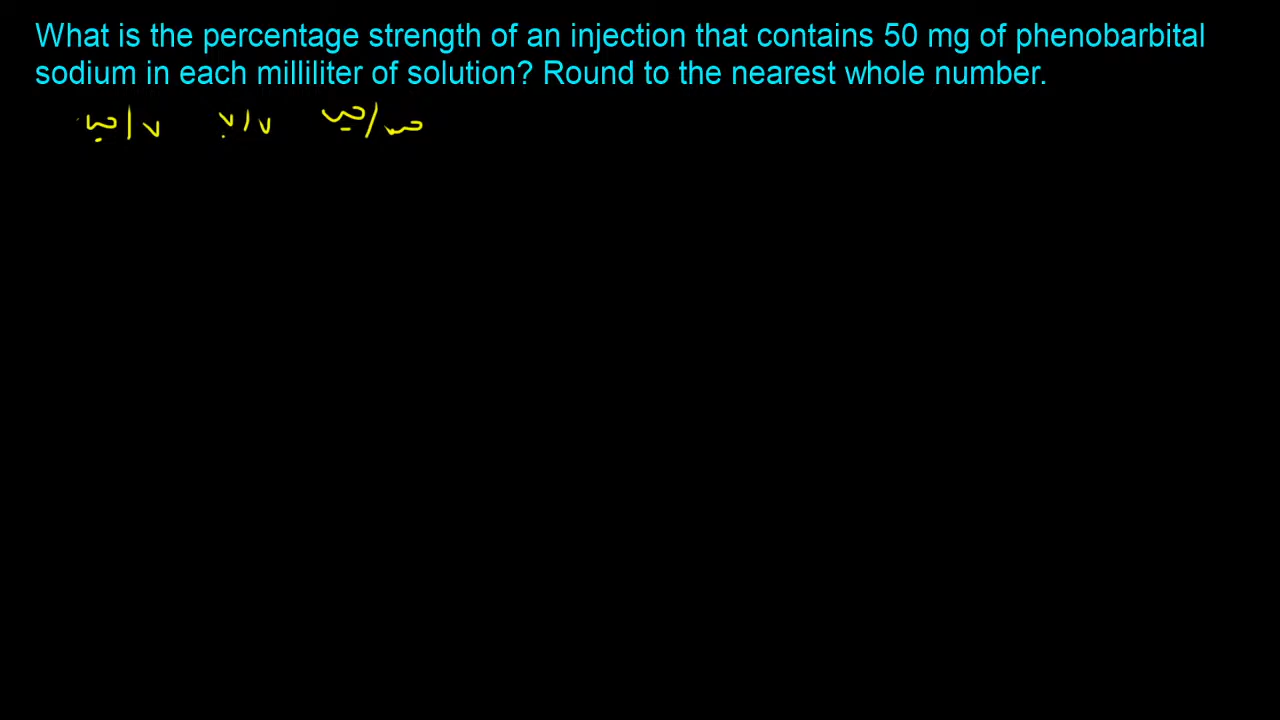 What is the percentage strength of an injection that contains 50 mg of phenobarbital
sodium in each milliliter of solution? Round to the nearest whole number.